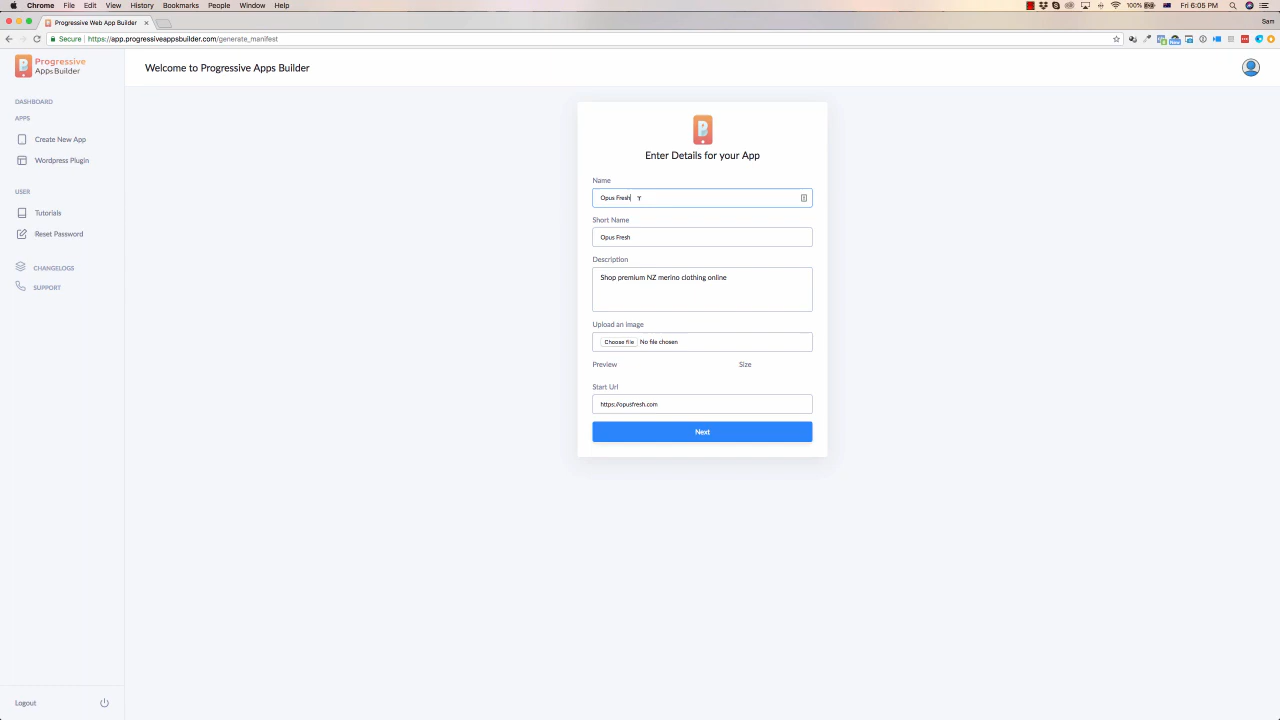 Chrome File Edit View History Bookmarks People Window Help
100% Fri 6:05 PM
Progressive Web App Builder
Sam
Secure https://app.progressiveappsbuilder.com/generate_manifest
Progressive
Apps Builder
Welcome to Progressive Apps Builder
DASHBOARD
APPS
Create New App
Wordpress Plugin
USER
Tutorials
Reset Password
CHANGELOGS
SUPPORT
Logout
Enter Details for your App
Name
Opus Fresh
Short Name
Opus Fresh
Description
Shop premium NZ merino clothing online
Upload an Image
Choose file No file chosen
Preview Size
Start Url
https://opusfresh.com
Next